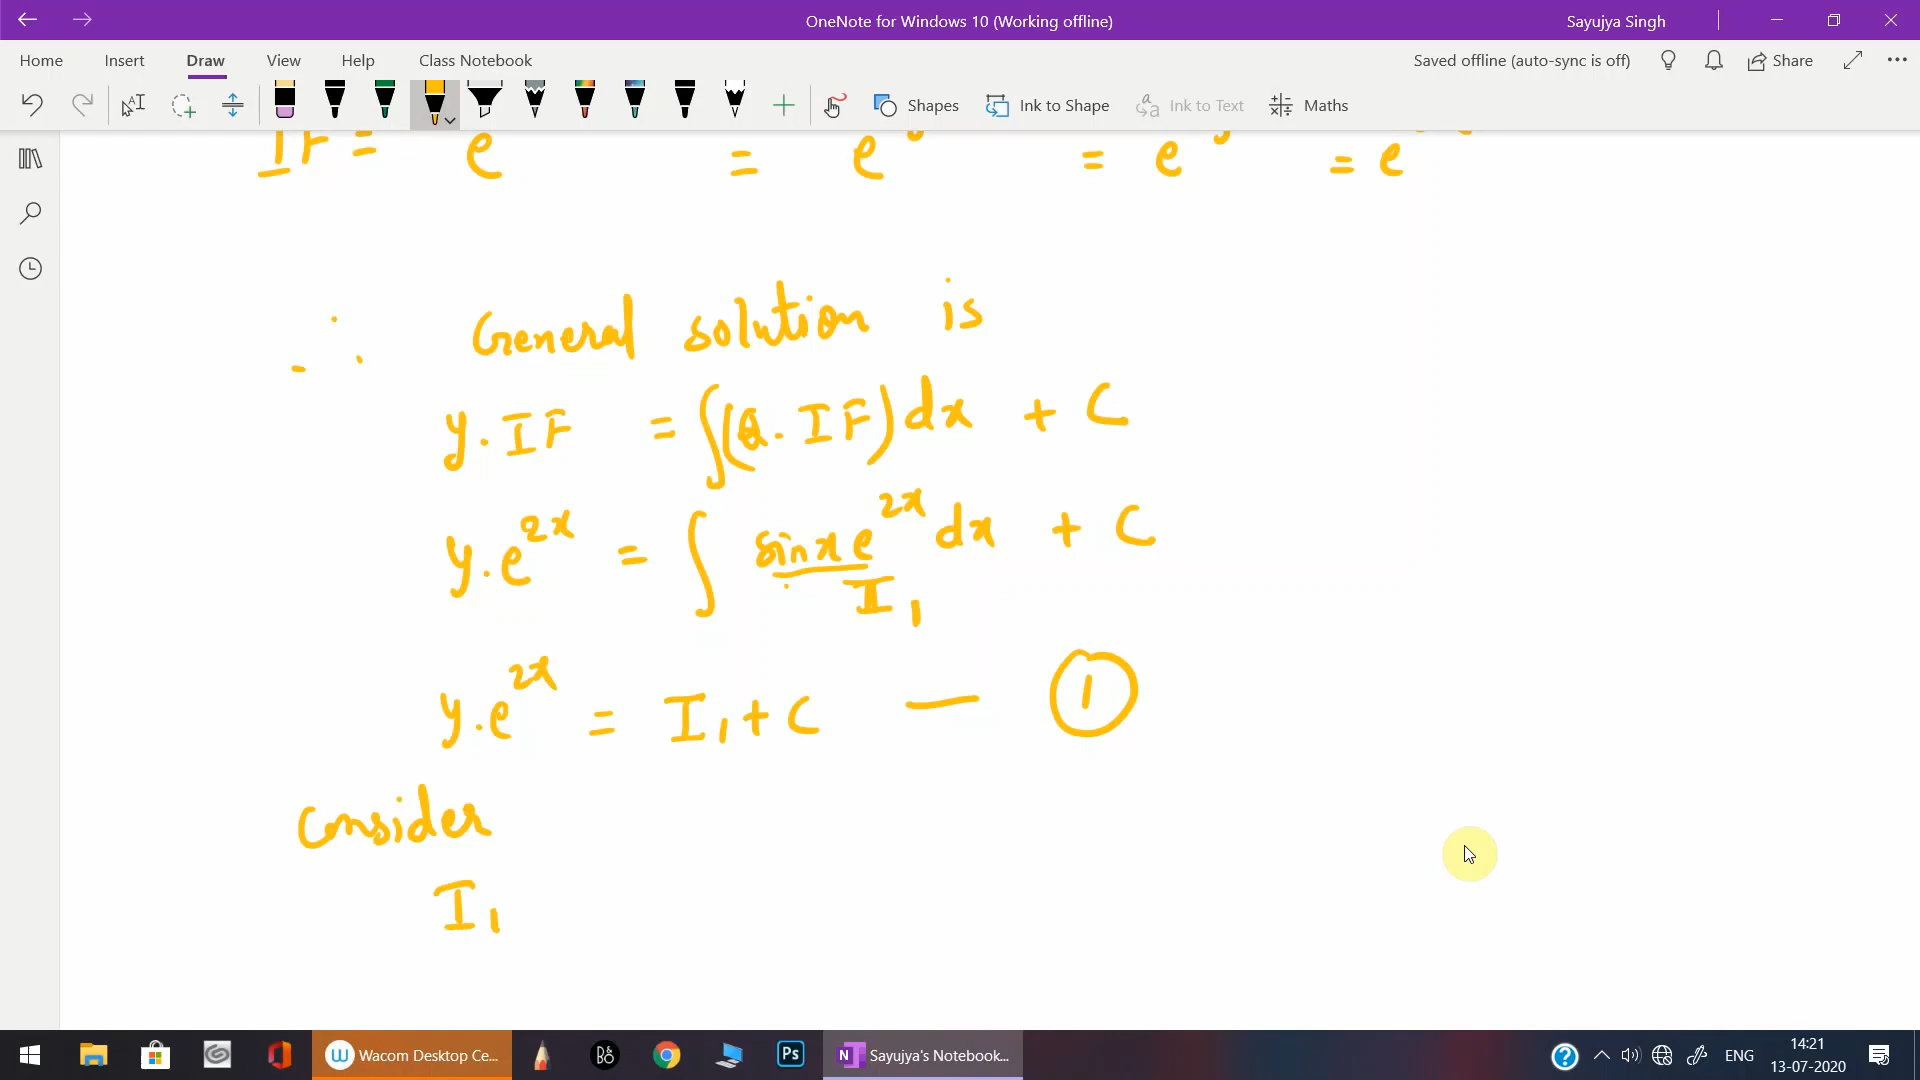 OneNote for Windows 10 (Working offline) Sayujya Singh
Home Insert Draw View Help Class Notebook Saved offline (auto-sync is off) Share
Shapes Ink to Shape Ink to Text Maths
IF = e = e = e = e
∴ General solution is
y.IF = ∫(Q.IF)dx + C
y.e^2x = ∫ sinx e^2x dx + C
I₁
y.e^2x = I₁ + C — ①
Consider
I₁
Wacom Desktop Ce... Ps N Sayujya's Notebook... ENG 14:21
13-07-2020